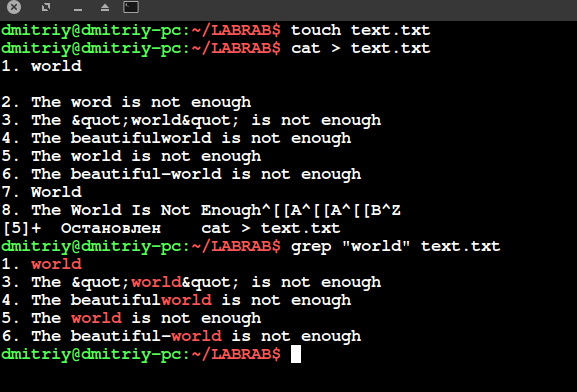 dmitriy@dmitriy-pc:~/LABRAB$ touch text.txt
dmitriy@dmitriy-pc:~/LABRAB$ cat > text.txt
1. world

2. The word is not enough
3. The &quot;world&quot; is not enough
4. The beautifulworld is not enough
5. The world is not enough
6. The beautiful-world is not enough
7. World
8. The World Is Not Enough^[[A^[[A^[[B^Z
[5]+  Остановлен    cat > text.txt
dmitriy@dmitriy-pc:~/LABRAB$ grep "world" text.txt
1. world
3. The &quot;world&quot; is not enough
4. The beautifulworld is not enough
5. The world is not enough
6. The beautiful-world is not enough
dmitriy@dmitriy-pc:~/LABRAB$